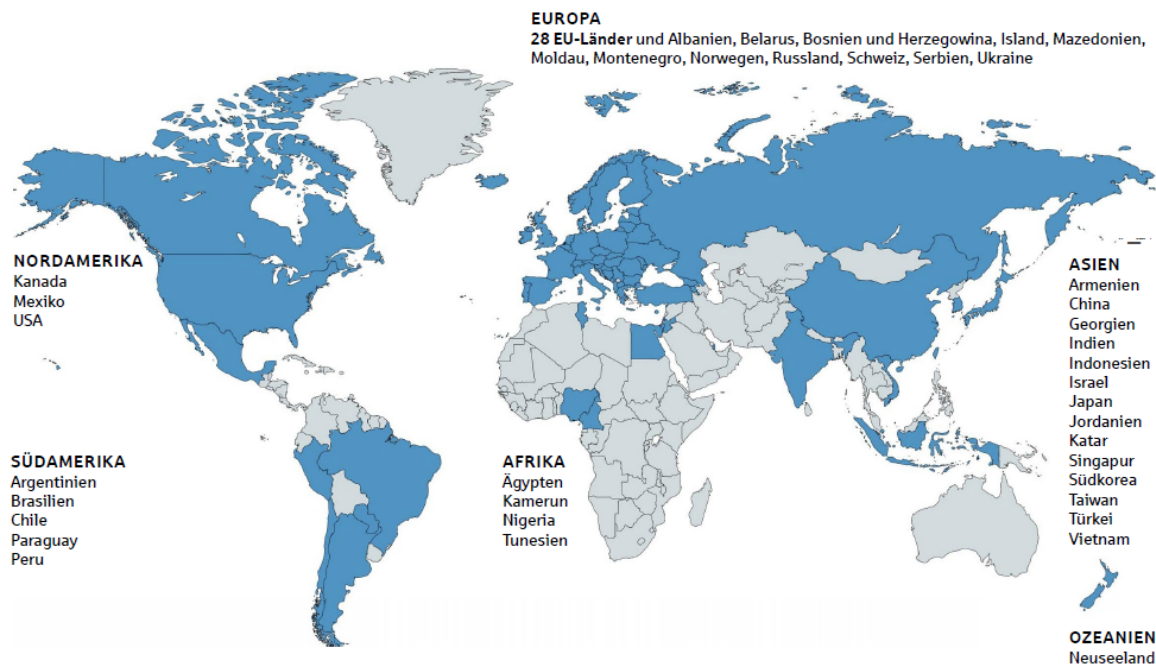 EUROPA
28 EU-Länder und Albanien, Belarus, Bosnien und Herzegowina, Island, Mazedonien,
Moldau, Montenegro, Norwegen, Russland, Schweiz, Serbien, Ukraine
NORDAMERIKA
Kanada
Mexiko
USA
SÜDAMERIKA
Argentinien
Brasilien
Chile
Paraguay
Peru
AFRIKA
Ägypten
Kamerun
Nigeria
Tunesien
ASIEN
Armenien
China
Georgien
Indien
Indonesien
Israel
Japan
Jordanien
Katar
Singapur
Südkorea
Taiwan
Türkei
Vietnam
OZEANIEN
Neuseeland